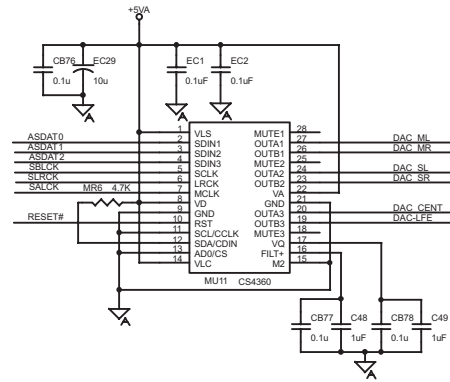 +5VA
CB76
0.1u
EC29
10u
EC1
0.1uF
EC2
0.1uF
A
A
ASDAT0
ASDAT1
ASDAT2
SBLCK
SLRCK
SALCK
MR6 4.7K
RESET#
1 VLS
2 SDIN1
3 SDIN2
4 SDIN3
5 SCLK
6 LRCK
7 MCLK
8 VD
9 GND
10 RST
11 SCL/CCLK
12 SDA/CDIN
13 AD0/CS
14 VLC
MUTE1 28
OUTA1 27
OUTB1 26
MUTE2 25
OUTA2 24
OUTB2 23
VA 22
GND 21
OUTA3 20
OUTB3 19
MUTE3 18
VQ 17
FILT+ 16
M2 15
MU11 CS4360
DAC_ML
DAC_MR
DAC_SL
DAC_SR
DAC_CENT
DAC-LFE
A
CB77
0.1u
C48
1uF
CB78
0.1u
C49
1uF
A